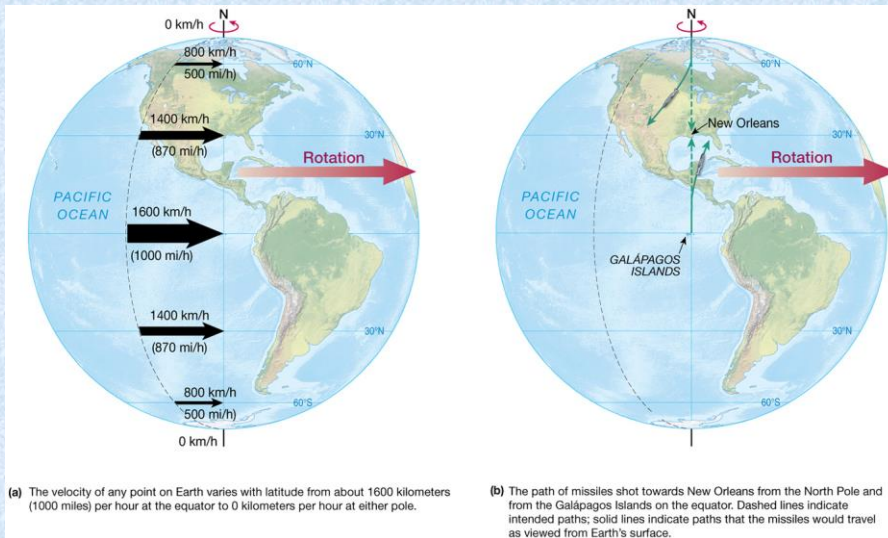 N
0 km/h
800 km/h
500 mi/h)
60°N
1400 km/h
(870 mi/h)
30°N
Rotation
PACIFIC
OCEAN
1600 km/h
(1000 mi/h)
1400 km/h
(870 mi/h)
30°N
800 km/h
500 mi/h)
60°S
0 km/h
(a) The velocity of any point on Earth varies with latitude from about 1600 kilometers
(1000 miles) per hour at the equator to 0 kilometers per hour at either pole.
N
60°N
New Orleans
30°N
Rotation
PACIFIC
OCEAN
GALÁPAGOS
ISLANDS
30°N
60°S
(b) The path of missiles shot towards New Orleans from the North Pole and
from the Galápagos Islands on the equator. Dashed lines indicate
intended paths; solid lines indicate paths that the missiles would travel
as viewed from Earth's surface.